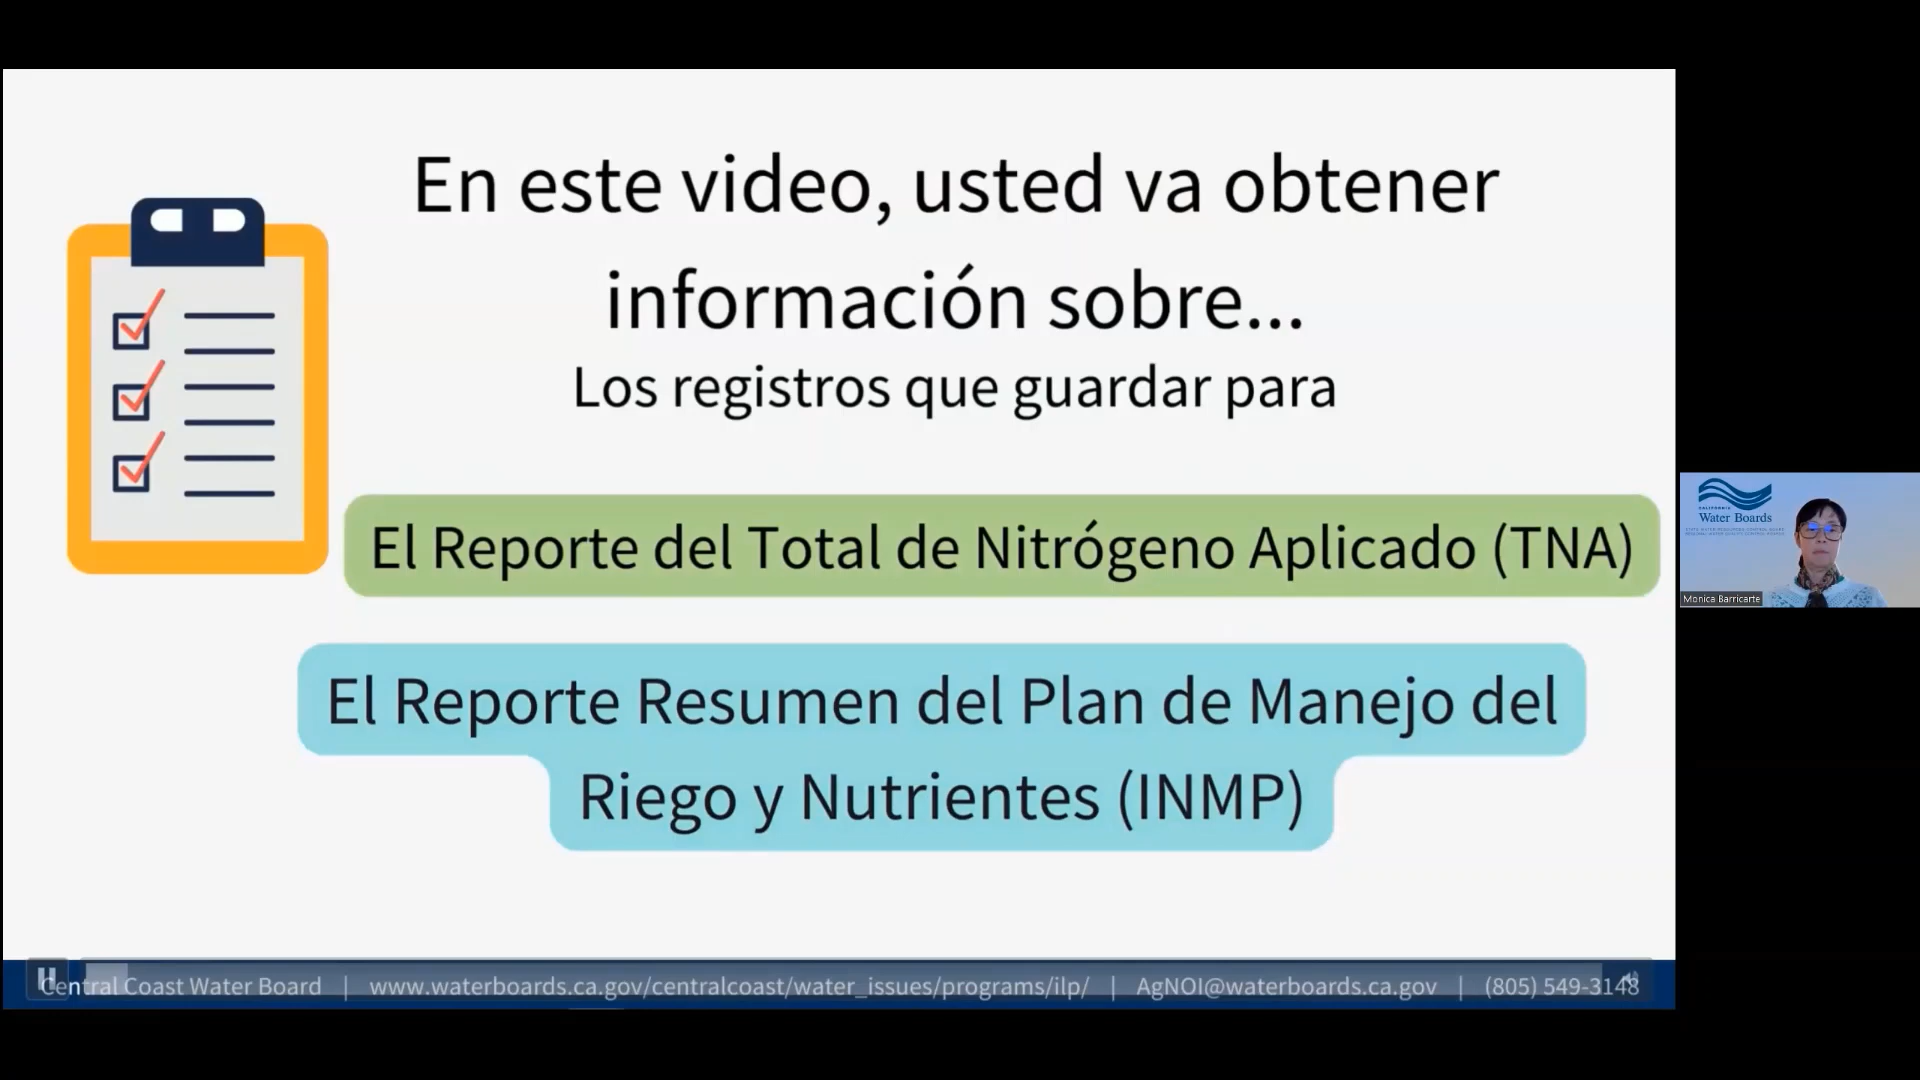 En este video, usted va obtener
información sobre...
Los registros que guardar para
El Reporte del Total de Nitrógeno Aplicado (TNA)
El Reporte Resumen del Plan de Manejo del
Riego y Nutrientes (INMP)
CALIFORNIA
Water Boards
Monica Barricarte
Central Coast Water Board | www.waterboards.ca.gov/centralcoast/water_issues/programs/ilp/ | AgNOI@waterboards.ca.gov | (805) 549-3148